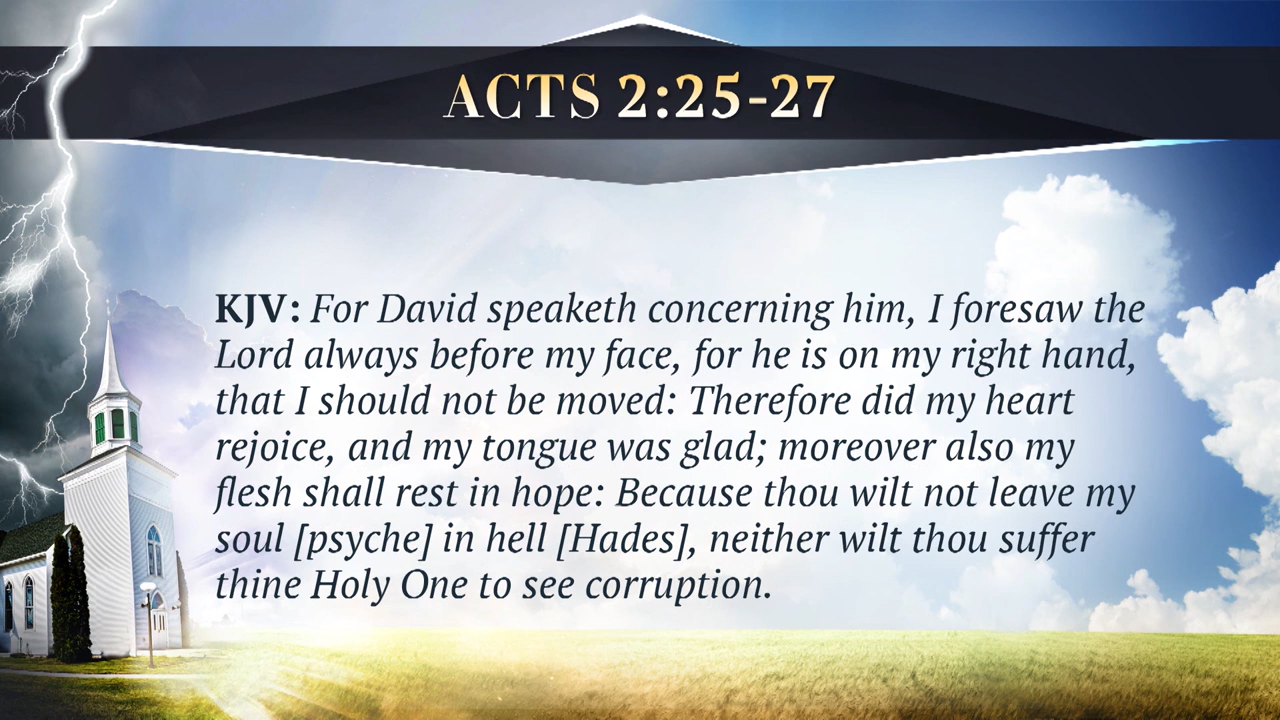 ACTS 2:25-27
KJV: For David speaketh concerning him, I foresaw the
Lord always before my face, for he is on my right hand,
that I should not be moved: Therefore did my heart
rejoice, and my tongue was glad; moreover also my
flesh shall rest in hope: Because thou wilt not leave my
soul [psyche] in hell [Hades], neither wilt thou suffer
thine Holy One to see corruption.